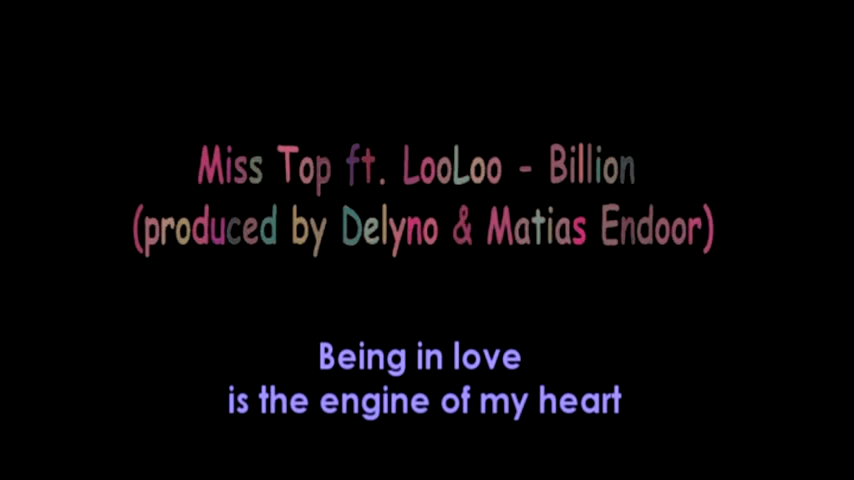 Miss Top ft. LooLoo - Billion
(produced by Delyno & Matias Endoor)
Being in love
is the engine of my heart